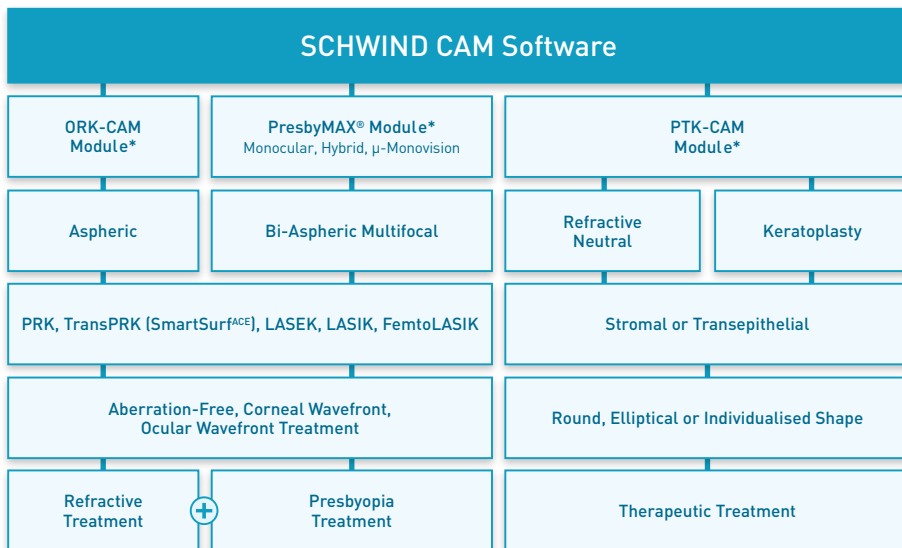 SCHWIND CAM Software
ORK-CAM
Module*
PresbyMAX® Module*
Monocular, Hybrid, µ-Monovision
PTK-CAM
Module*
Aspheric
Bi-Aspheric Multifocal
Refractive
Neutral
Keratoplasty
PRK, TransPRK (SmartSurfACE), LASEK, LASIK, FemtoLASIK
Stromal or Transepithelial
Aberration-Free, Corneal Wavefront,
Ocular Wavefront Treatment
Round, Elliptical or Individualised Shape
Refractive
Treatment
+
Presbyopia
Treatment
Therapeutic Treatment